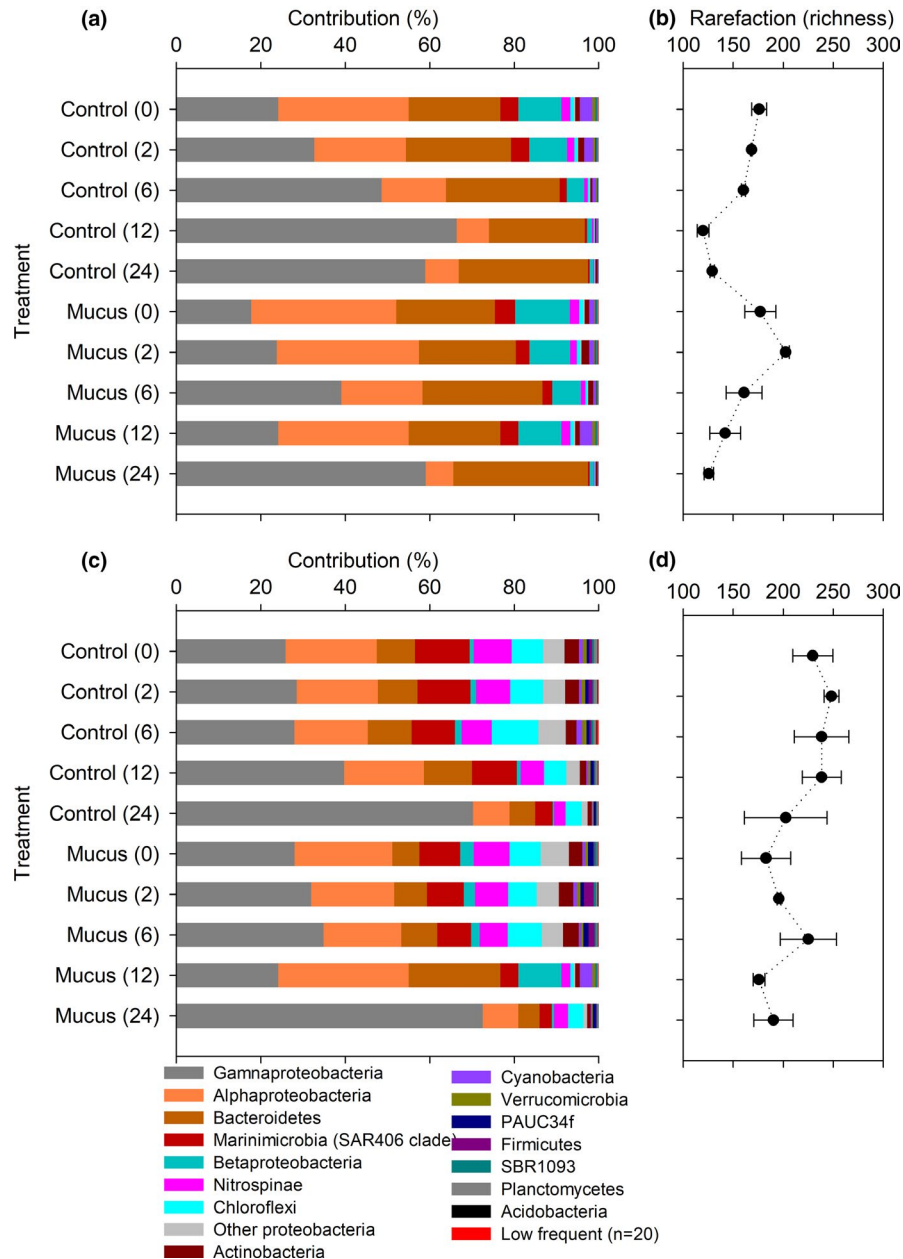 (a) Contribution (%)
0 20 40 60 80 100
Treatment
Control (0)
Control (2)
Control (6)
Control (12)
Control (24)
Mucus (0)
Mucus (2)
Mucus (6)
Mucus (12)
Mucus (24)
(b) Rarefaction (richness)
100 150 200 250 300
(c) Contribution (%)
0 20 40 60 80 100
Treatment
Control (0)
Control (2)
Control (6)
Control (12)
Control (24)
Mucus (0)
Mucus (2)
Mucus (6)
Mucus (12)
Mucus (24)
(d)
100 150 200 250 300
Gamnaproteobacteria
Alphaproteobacteria
Bacteroidetes
Marinimicrobia (SAR406 clade)
Betaproteobacteria
Nitrospinae
Chloroflexi
Other proteobacteria
Actinobacteria
Cyanobacteria
Verrucomicrobia
PAUC34f
Firmicutes
SBR1093
Planctomycetes
Acidobacteria
Low frequent (n=20)